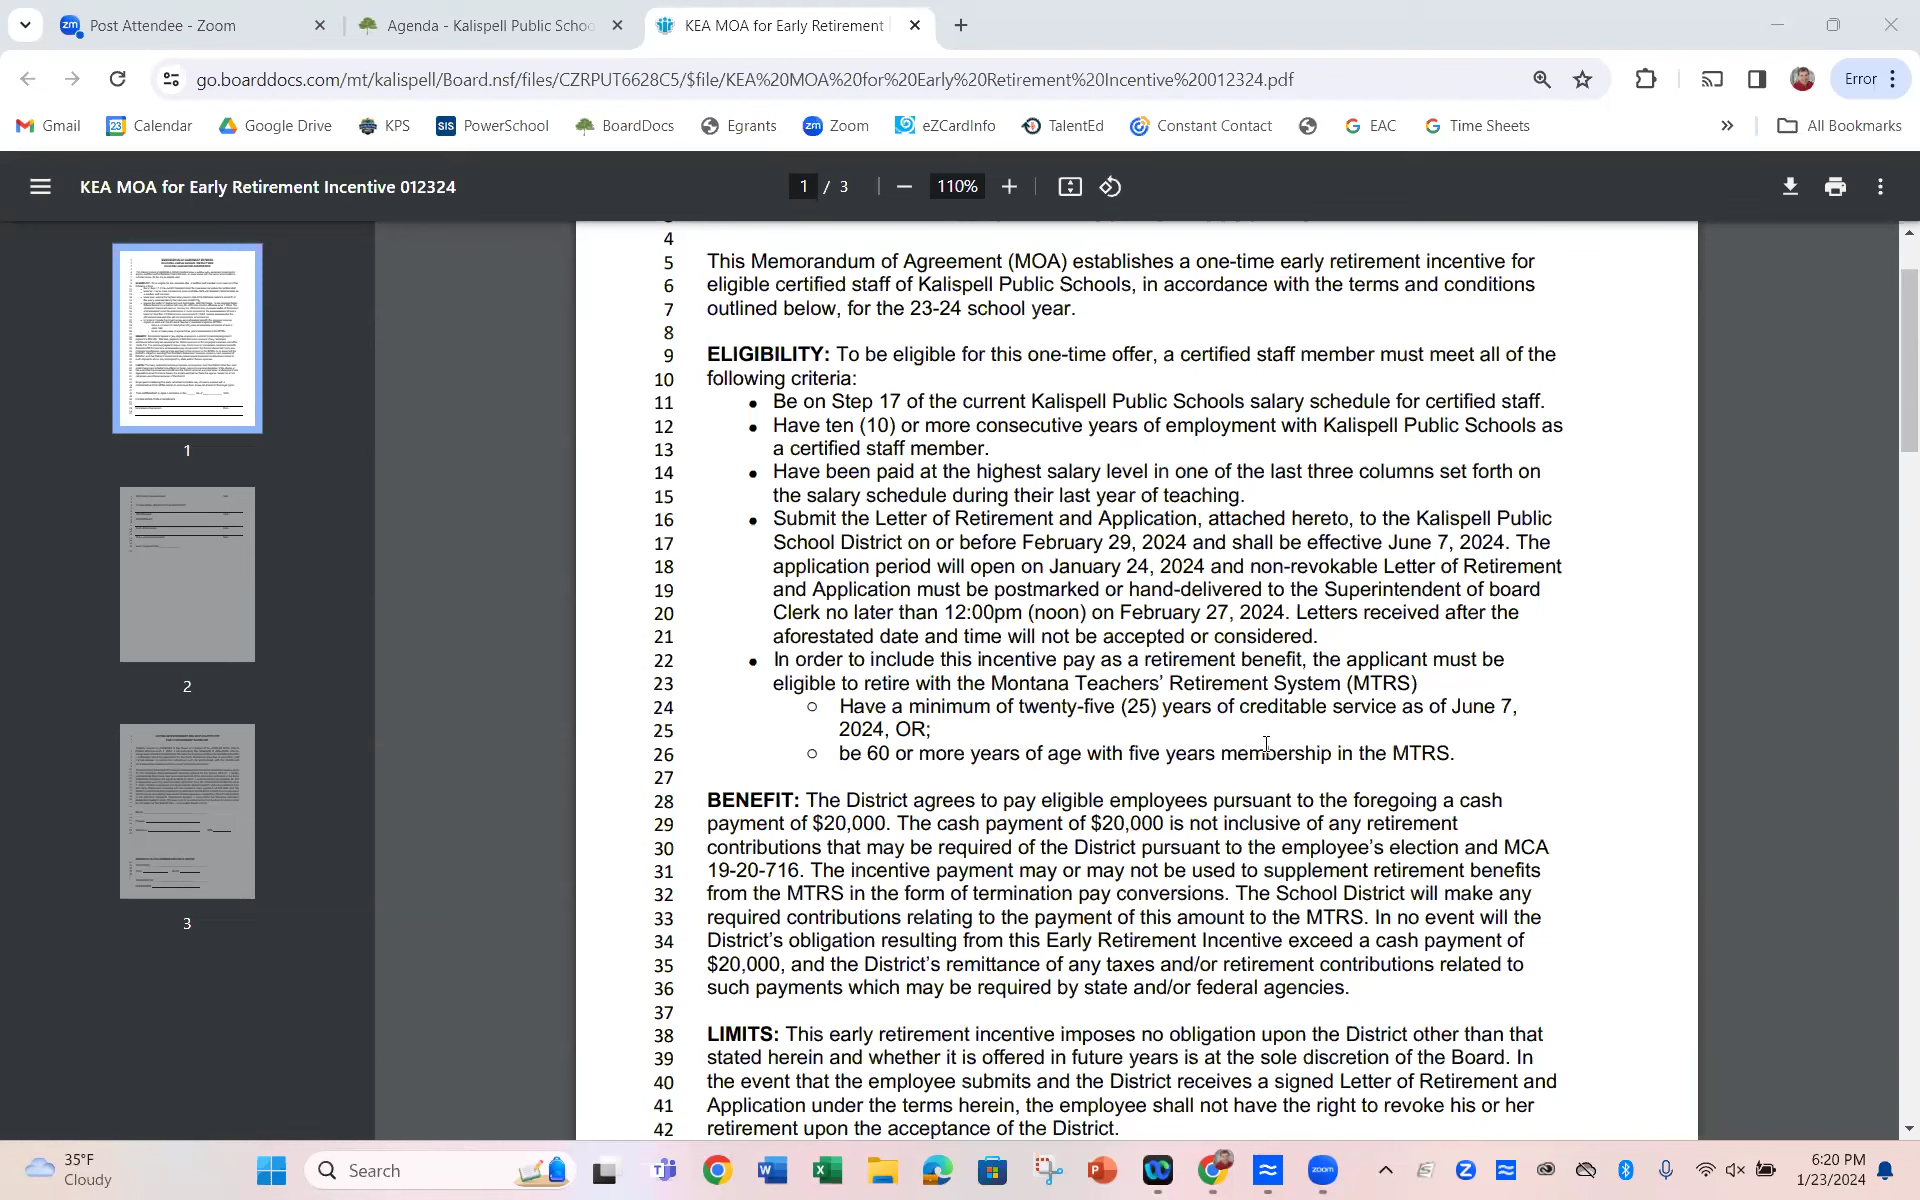 Post Attendee - Zoom
Agenda - Kalispell Public Schoo
KEA MOA for Early Retirement
go.boarddocs.com/mt/kalispell/Board.nsf/files/CZRPUT6628C5/$file/KEA%20MOA%20for%20Early%20Retirement%20Incentive%20012324.pdf
Error
Gmail
23 Calendar
Google Drive
KPS
SIS PowerSchool
BoardDocs
Egrants
zm Zoom
eZCardInfo
TalentEd
Constant Contact
EAC
Time Sheets
All Bookmarks
KEA MOA for Early Retirement Incentive 012324
1 / 3
110%
1
2
3
4
5 This Memorandum of Agreement (MOA) establishes a one-time early retirement incentive for
6 eligible certified staff of Kalispell Public Schools, in accordance with the terms and conditions
7 outlined below, for the 23-24 school year.
8
9 ELIGIBILITY: To be eligible for this one-time offer, a certified staff member must meet all of the
10 following criteria:
11 • Be on Step 17 of the current Kalispell Public Schools salary schedule for certified staff.
12 • Have ten (10) or more consecutive years of employment with Kalispell Public Schools as
13 a certified staff member.
14 • Have been paid at the highest salary level in one of the last three columns set forth on
15 the salary schedule during their last year of teaching.
16 • Submit the Letter of Retirement and Application, attached hereto, to the Kalispell Public
17 School District on or before February 29, 2024 and shall be effective June 7, 2024. The
18 application period will open on January 24, 2024 and non-revokable Letter of Retirement
19 and Application must be postmarked or hand-delivered to the Superintendent of board
20 Clerk no later than 12:00pm (noon) on February 27, 2024. Letters received after the
21 aforestated date and time will not be accepted or considered.
22 • In order to include this incentive pay as a retirement benefit, the applicant must be
23 eligible to retire with the Montana Teachers' Retirement System (MTRS)
24 ○ Have a minimum of twenty-five (25) years of creditable service as of June 7,
25 2024, OR;
26 ○ be 60 or more years of age with five years membership in the MTRS.
27
28 BENEFIT: The District agrees to pay eligible employees pursuant to the foregoing a cash
29 payment of $20,000. The cash payment of $20,000 is not inclusive of any retirement
30 contributions that may be required of the District pursuant to the employee's election and MCA
31 19-20-716. The incentive payment may or may not be used to supplement retirement benefits
32 from the MTRS in the form of termination pay conversions. The School District will make any
33 required contributions relating to the payment of this amount to the MTRS. In no event will the
34 District's obligation resulting from this Early Retirement Incentive exceed a cash payment of
35 $20,000, and the District's remittance of any taxes and/or retirement contributions related to
36 such payments which may be required by state and/or federal agencies.
37
38 LIMITS: This early retirement incentive imposes no obligation upon the District other than that
39 stated herein and whether it is offered in future years is at the sole discretion of the Board. In
40 the event that the employee submits and the District receives a signed Letter of Retirement and
41 Application under the terms herein, the employee shall not have the right to revoke his or her
42 retirement upon the acceptance of the District.
35°F
Cloudy
Search
zoom
6:20 PM
1/23/2024